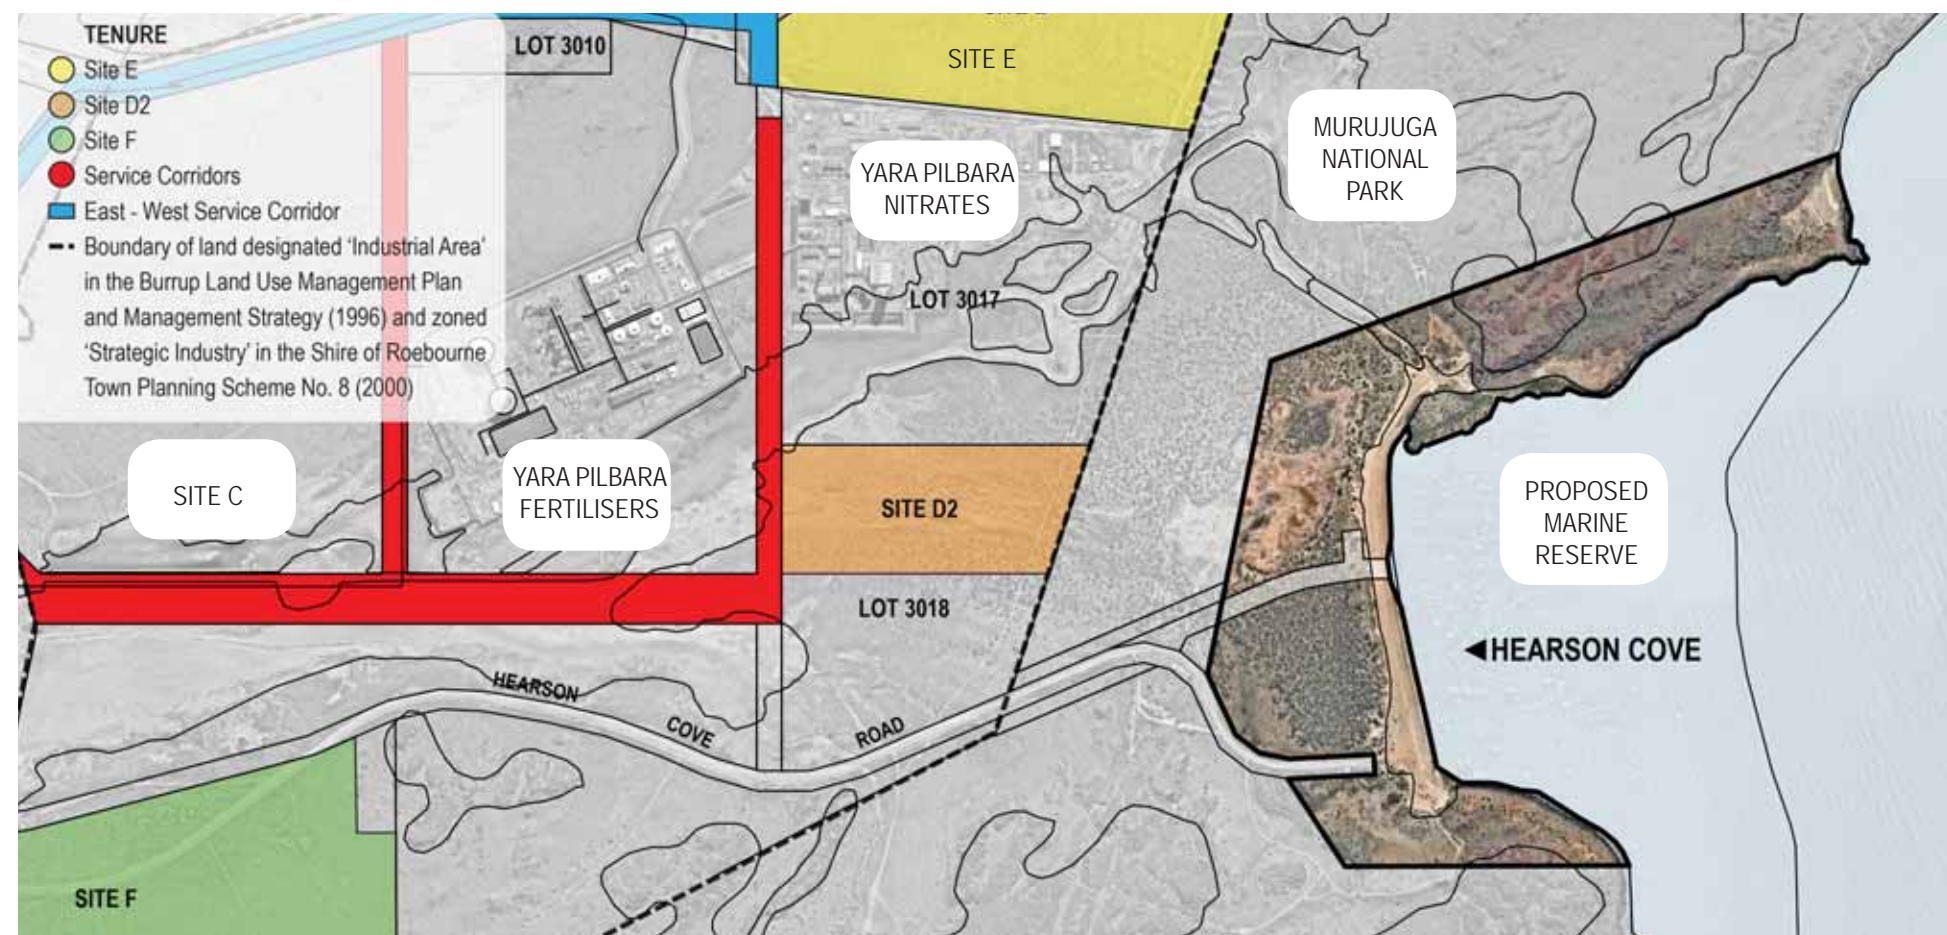 TENURE
Site E
Site D2
Site F
Service Corridors
East - West Service Corridor
Boundary of land designated ‘Industrial Area’
in the Burrup Land Use Management Plan
and Management Strategy (1996) and zoned
‘Strategic Industry’ in the Shire of Roebourne
Town Planning Scheme No. 8 (2000)
LOT 3010
SITE E
YARA PILBARA
NITRATES
MURUJUGA
NATIONAL
PARK
LOT 3017
SITE C
YARA PILBARA
FERTILISERS
SITE D2
PROPOSED
MARINE
RESERVE
LOT 3018
HEARSON COVE
HEARSON COVE ROAD
SITE F